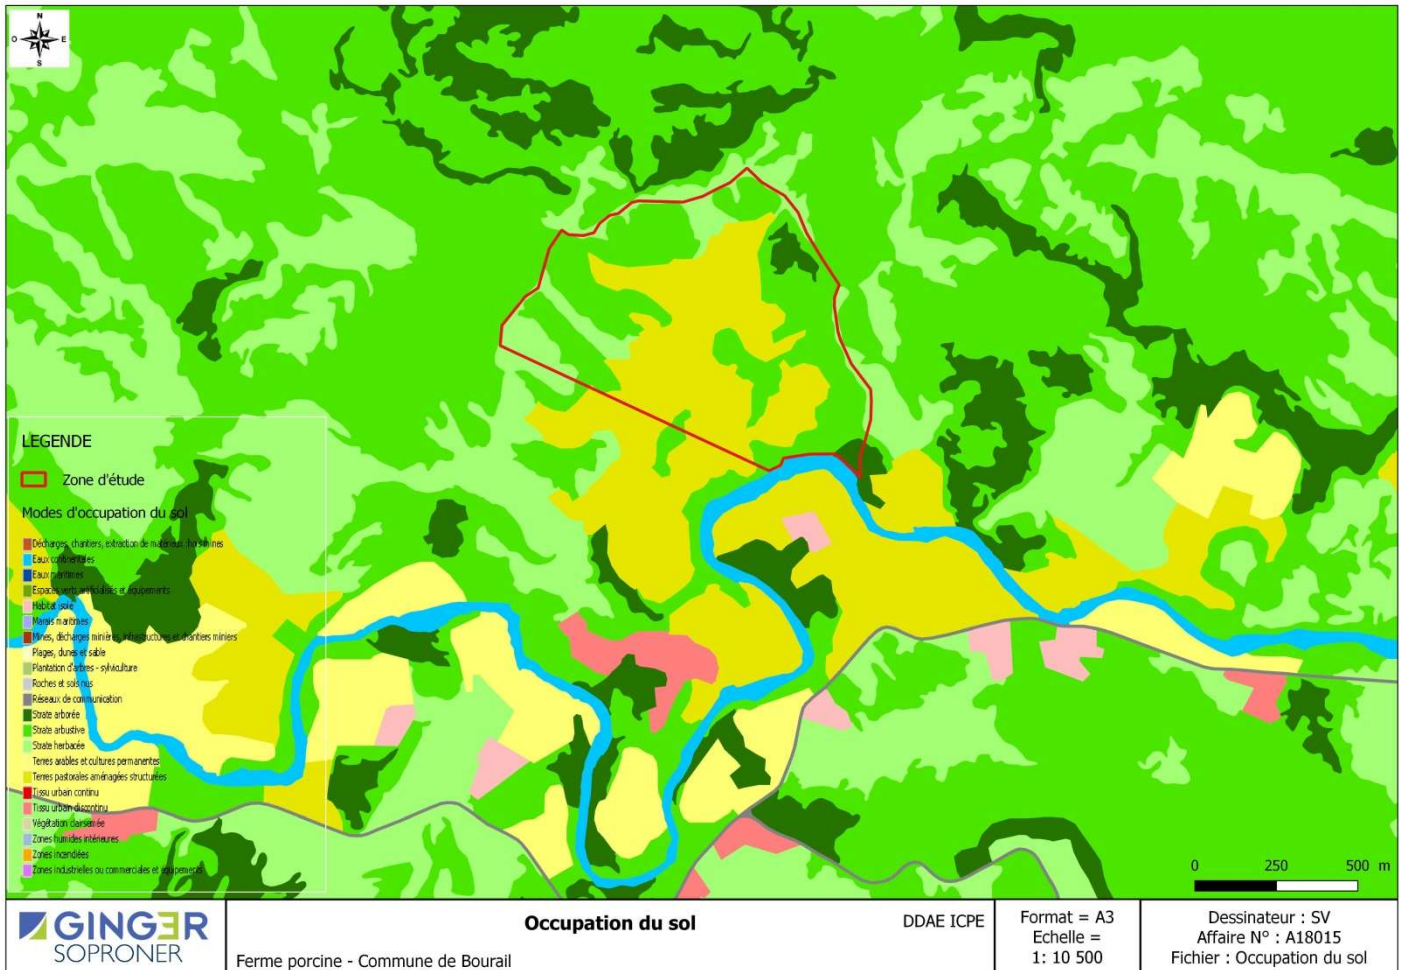 N
O E
S
LEGENDE
Zone d'étude
Modes d'occupation du sol
Décharges, chantiers, extraction de matériaux hors mines
Eaux continentales
Eaux maritimes
Espaces verts artificialisés et équipements
Habitat isolé
Marais maritimes
Mines, décharges minières, infrastructures et chantiers miniers
Plages, dunes et sable
Plantation d'arbres - sylviculture
Roches et sols nus
Réseaux de communication
Strate arborée
Strate arbustive
Strate herbacée
Terres arables et cultures permanentes
Terres pastorales aménagées structurées
Tissu urbain continu
Tissu urbain discontinu
Végétation clairsemée
Zones humides intérieures
Zones incendiées
Zones industrielles ou commerciales et équipements
0 250 500 m
GINGER
SOPRONER
Occupation du sol
DDAE ICPE
Ferme porcine - Commune de Bourail
Format = A3
Echelle =
1: 10 500
Dessinateur : SV
Affaire N° : A18015
Fichier : Occupation du sol